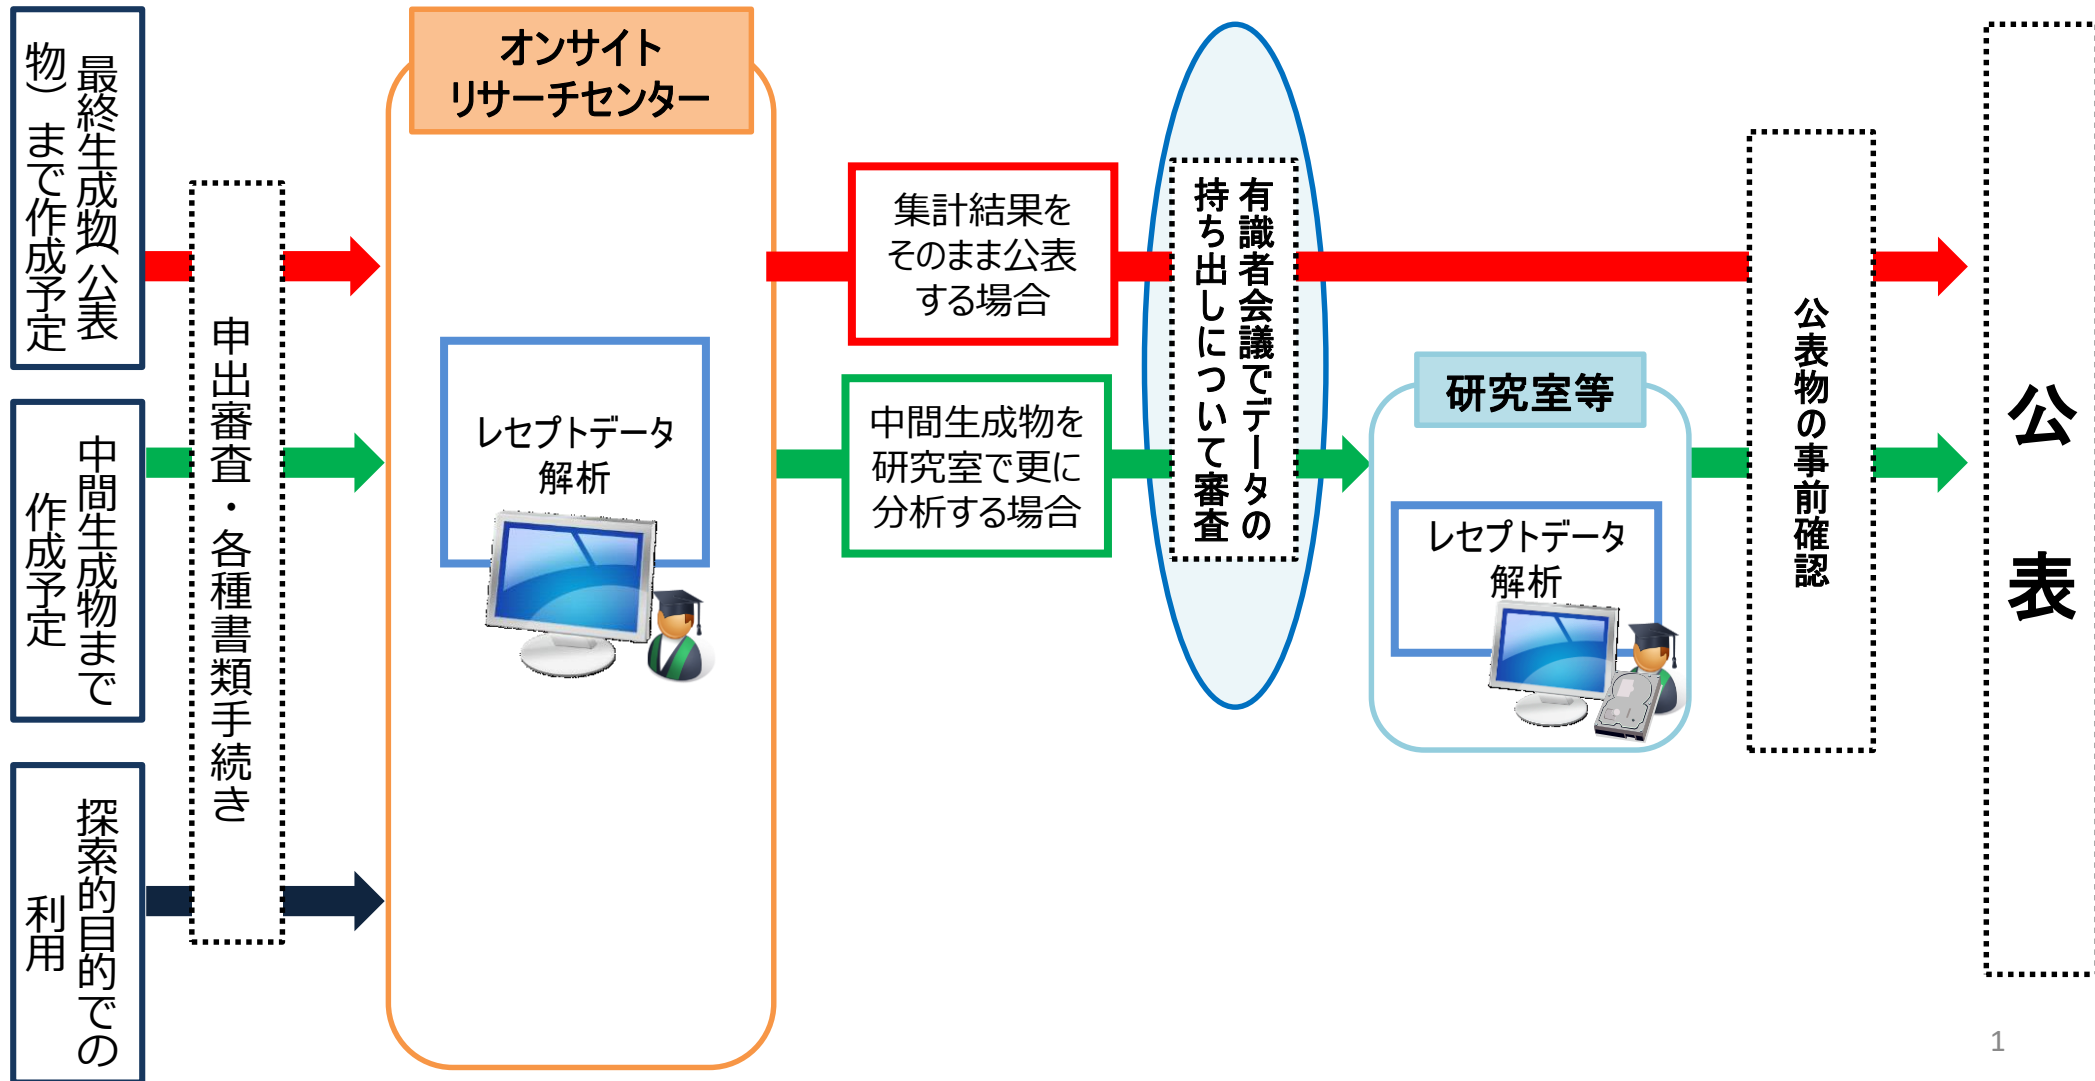 最終生成物（公表
物）まで作成予定
中間生成物まで
作成予定
探索的目的での
利用
申出審査・各種書類手続き
オンサイト
リサーチセンター
レセプトデータ
解析
集計結果を
そのまま公表
する場合
中間生成物を
研究室で更に
分析する場合
有識者会議でデータの
持ち出しについて審査
研究室等
レセプトデータ
解析
公表物の事前確認
公表
1